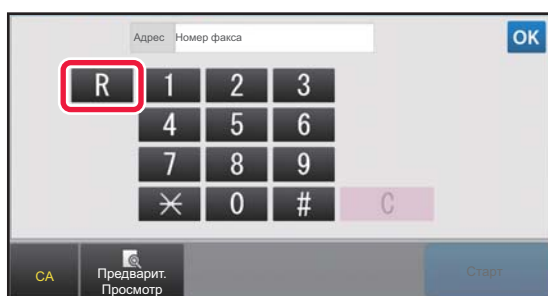 Адрес Номер факса OK
R 1 2 3
4 5 6
7 8 9
* 0 # C
CA Предварит.
Просмотр Старт